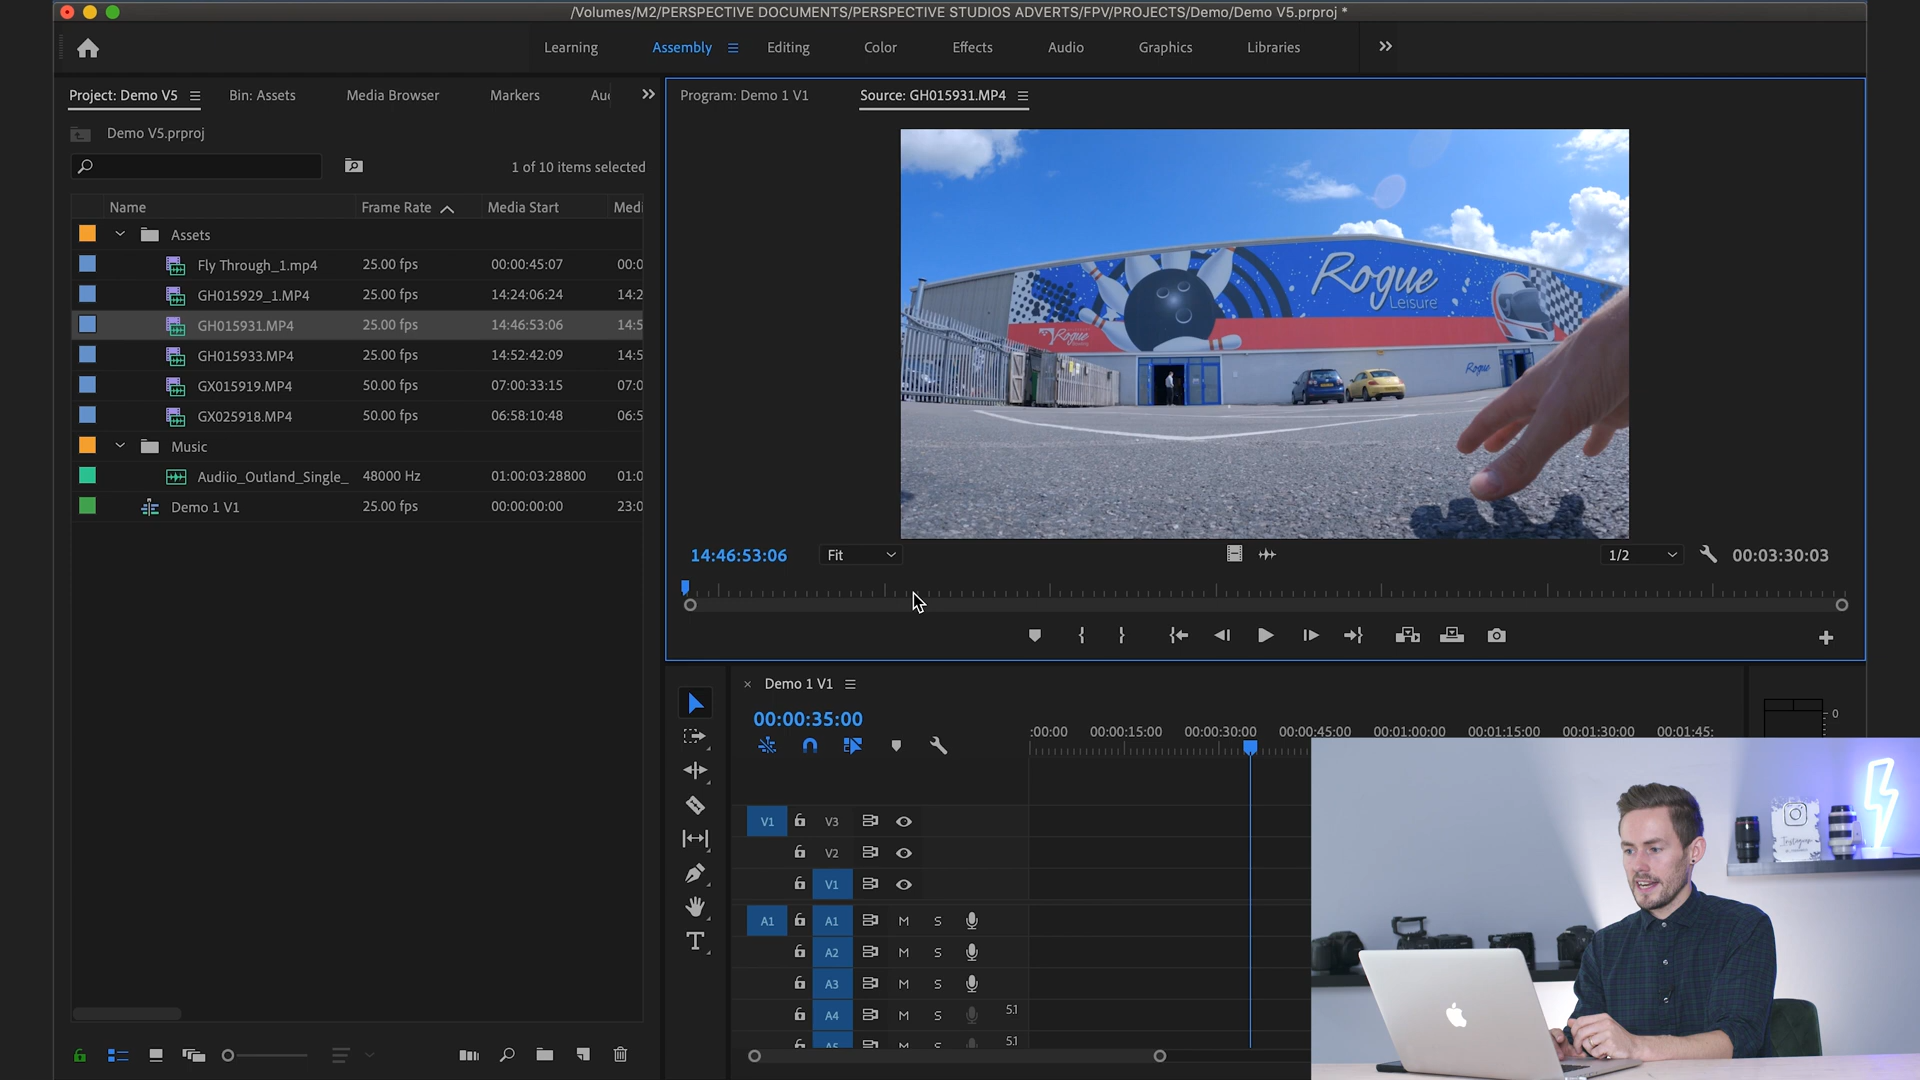 /Volumes/M2/PERSPECTIVE DOCUMENTS/PERSPECTIVE STUDIOS ADVERTS/FPV/PROJECTS/Demo/Demo V5.prproj *
Learning Assembly Editing Color Effects Audio Graphics Libraries
Project: Demo V5 Bin: Assets Media Browser Markers Au
Demo V5.prproj
1 of 10 items selected
Name Frame Rate Media Start Medi
Assets
Fly Through_1.mp4 25.00 fps 00:00:45:07 00:0
GH015929_1.MP4 25.00 fps 14:24:06:24 14:2
GH015931.MP4 25.00 fps 14:46:53:06 14:5
GH015933.MP4 25.00 fps 14:52:42:09 14:5
GX015919.MP4 50.00 fps 07:00:33:15 07:0
GX025918.MP4 50.00 fps 06:58:10:48 06:5
Music
Audiio_Outland_Single_ 48000 Hz 01:00:03:28800 01:0
Demo 1 V1 25.00 fps 00:00:00:00 23:0
Program: Demo 1 V1 Source: GH015931.MP4
Rogue
Leisure
Rogue
Rogue
14:46:53:06 Fit 1/2 00:03:30:03
Demo 1 V1
00:00:35:00
:00:00 00:00:15:00 00:00:30:00 00:00:45:00 00:01:00:00 00:01:15:00 00:01:30:00 00:01:45:
0
V1 V3
V2
V1
A1 A1 M S
A2 M S
A3 M S
A4 M S 5.1
A5 M S 5.1
T
Instagram